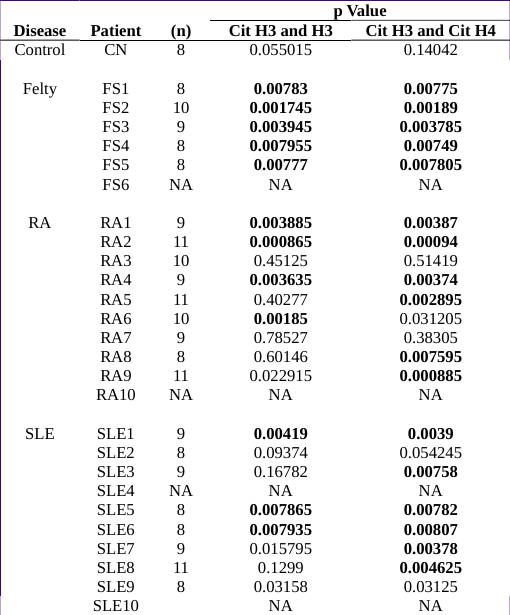 p Value
Disease Patient (n) Cit H3 and H3 Cit H3 and Cit H4
Control CN 8 0.055015 0.14042
Felty FS1 8 0.00783 0.00775
FS2 10 0.001745 0.00189
FS3 9 0.003945 0.003785
FS4 8 0.007955 0.00749
FS5 8 0.00777 0.007805
FS6 NA NA NA
RA RA1 9 0.003885 0.00387
RA2 11 0.000865 0.00094
RA3 10 0.45125 0.51419
RA4 9 0.003635 0.00374
RA5 11 0.40277 0.002895
RA6 10 0.00185 0.031205
RA7 9 0.78527 0.38305
RA8 8 0.60146 0.007595
RA9 11 0.022915 0.000885
RA10 NA NA NA
SLE SLE1 9 0.00419 0.0039
SLE2 8 0.09374 0.054245
SLE3 9 0.16782 0.00758
SLE4 NA NA NA
SLE5 8 0.007865 0.00782
SLE6 8 0.007935 0.00807
SLE7 9 0.015795 0.00378
SLE8 11 0.1299 0.004625
SLE9 8 0.03158 0.03125
SLE10 NA NA